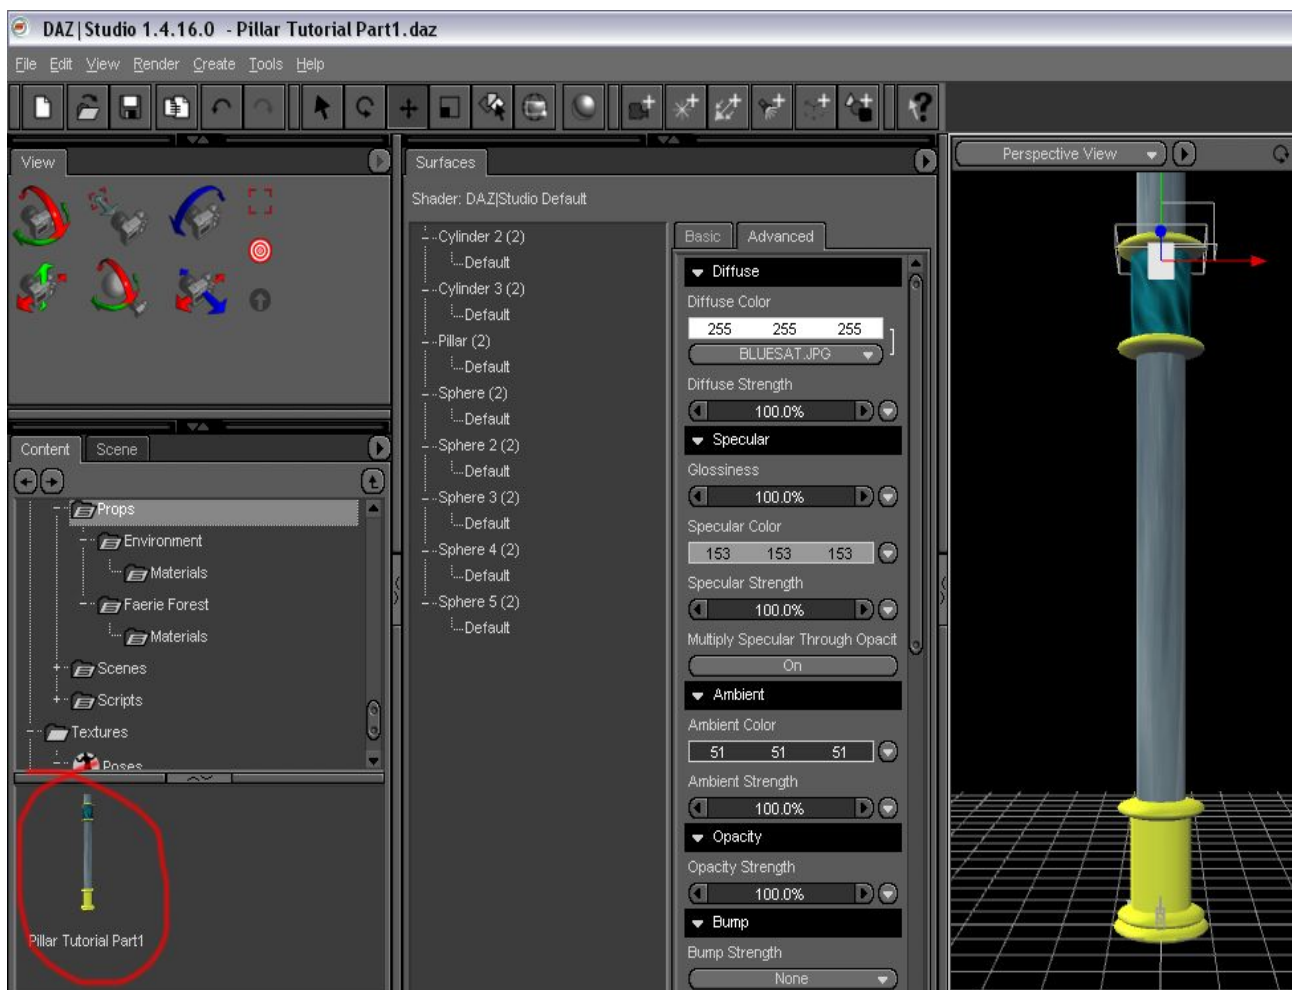 DAZ|Studio 1.4.16.0 - Pillar Tutorial Part1.daz
File Edit View Render Create Tools Help
View
Content Scene
Props
Environment
Materials
Faerie Forest
Materials
Scenes
Scripts
Textures
Poses
Pillar Tutorial Part1
Surfaces
Shader: DAZ|Studio Default
Cylinder 2 (2)
Default
Cylinder 3 (2)
Default
Pillar (2)
Default
Sphere (2)
Default
Sphere 2 (2)
Default
Sphere 3 (2)
Default
Sphere 4 (2)
Default
Sphere 5 (2)
Default
Basic Advanced
Diffuse
Diffuse Color
255 255 255
BLUESAT.JPG
Diffuse Strength
100.0%
Specular
Glossiness
100.0%
Specular Color
153 153 153
Specular Strength
100.0%
Multiply Specular Through Opacit
On
Ambient
Ambient Color
51 51 51
Ambient Strength
100.0%
Opacity
Opacity Strength
100.0%
Bump
Bump Strength
None
Perspective View